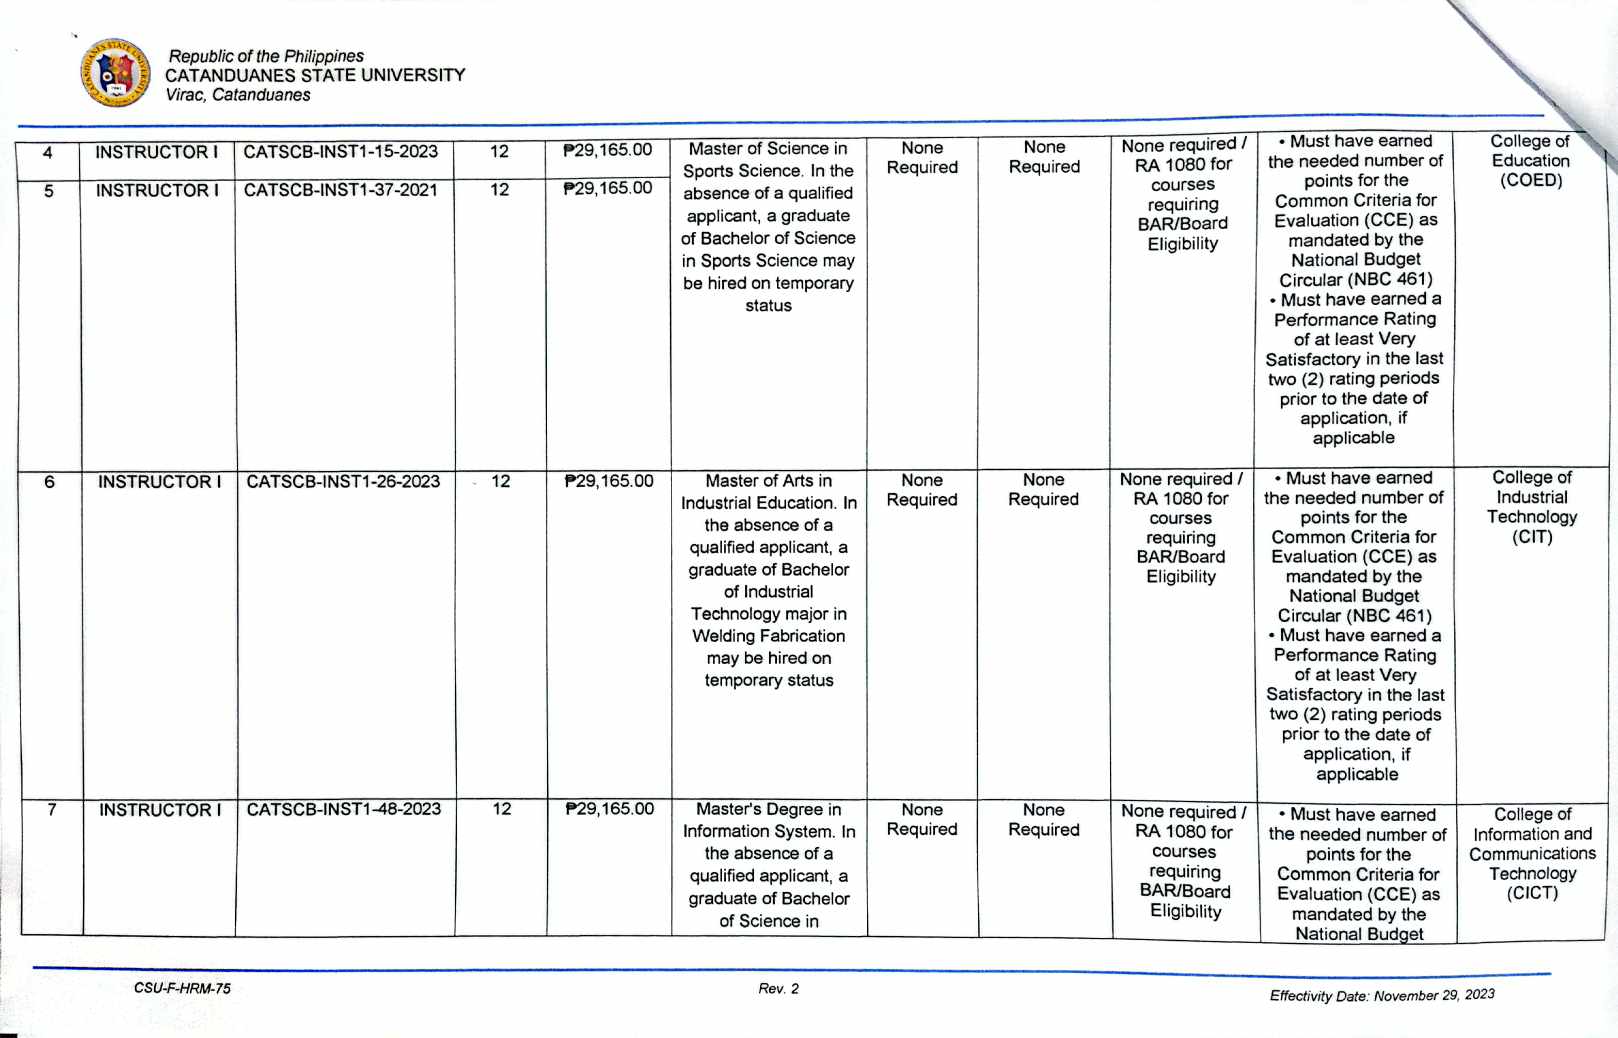 Republic of the Philippines
CATANDUANES STATE UNIVERSITY
Virac, Catanduanes
4
INSTRUCTOR I
CATSCB-INST1-15-2023
12
₱29,165.00
5
INSTRUCTOR I
CATSCB-INST1-37-2021
12
₱29,165.00
Master of Science in
Sports Science. In the
absence of a qualified
applicant, a graduate
of Bachelor of Science
in Sports Science may
be hired on temporary
status
None
Required
None
Required
None required /
RA 1080 for
courses
requiring
BAR/Board
Eligibility
• Must have earned
the needed number of
points for the
Common Criteria for
Evaluation (CCE) as
mandated by the
National Budget
Circular (NBC 461)
• Must have earned a
Performance Rating
of at least Very
Satisfactory in the last
two (2) rating periods
prior to the date of
application, if
applicable
College of
Education
(COED)
6
INSTRUCTOR I
CATSCB-INST1-26-2023
12
₱29,165.00
Master of Arts in
Industrial Education. In
the absence of a
qualified applicant, a
graduate of Bachelor
of Industrial
Technology major in
Welding Fabrication
may be hired on
temporary status
None
Required
None
Required
None required /
RA 1080 for
courses
requiring
BAR/Board
Eligibility
• Must have earned
the needed number of
points for the
Common Criteria for
Evaluation (CCE) as
mandated by the
National Budget
Circular (NBC 461)
• Must have earned a
Performance Rating
of at least Very
Satisfactory in the last
two (2) rating periods
prior to the date of
application, if
applicable
College of
Industrial
Technology
(CIT)
7
INSTRUCTOR I
CATSCB-INST1-48-2023
12
₱29,165.00
Master's Degree in
Information System. In
the absence of a
qualified applicant, a
graduate of Bachelor
of Science in
None
Required
None
Required
None required /
RA 1080 for
courses
requiring
BAR/Board
Eligibility
• Must have earned
the needed number of
points for the
Common Criteria for
Evaluation (CCE) as
mandated by the
National Budget
College of
Information and
Communications
Technology
(CICT)
CSU-F-HRM-75
Rev. 2
Effectivity Date: November 29, 2023